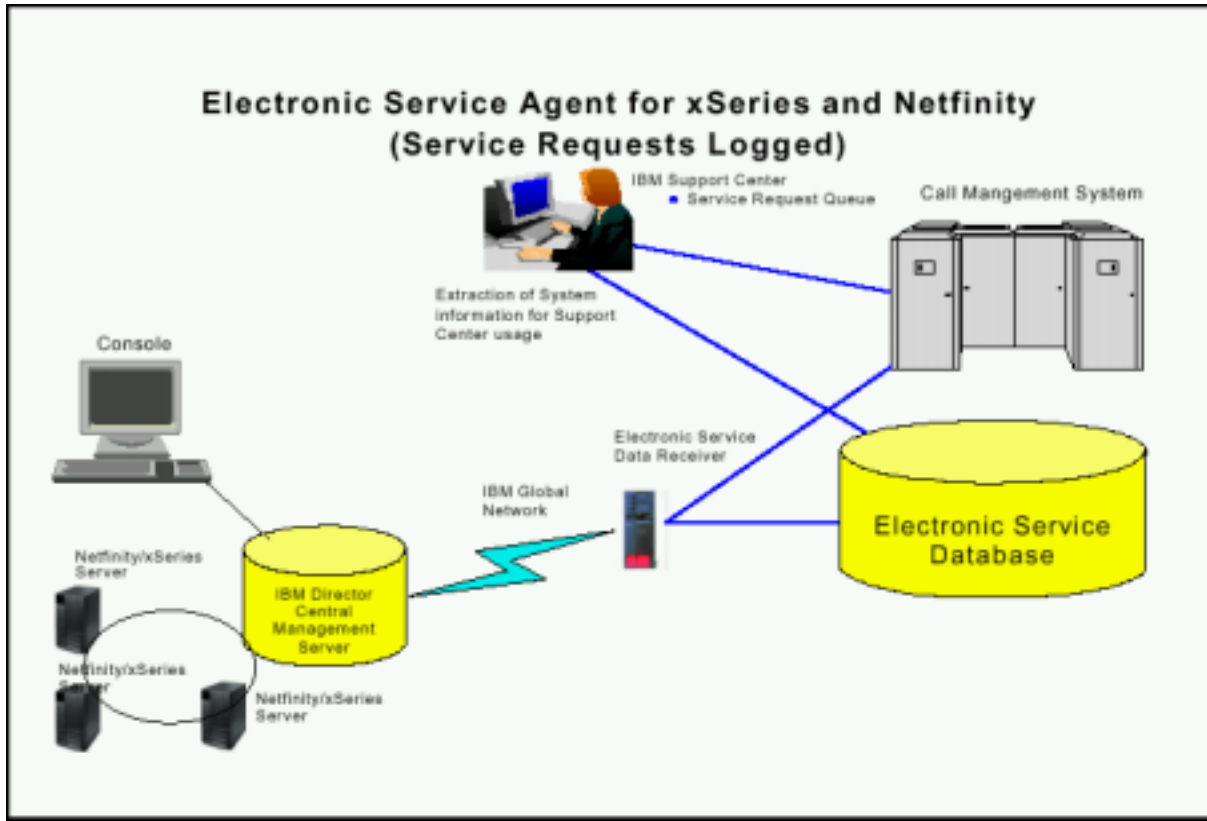 Electronic Service Agent for xSeries and Netfinity
(Service Requests Logged)
IBM Support Center
Service Request Queue
Call Mangement System
Extraction of System
information for Support
Center usage
Console
Electronic Service
Data Receiver
IBM Global
Network
Electronic Service
Database
Netfinity/xSeries
Server
IBM Director
Central
Management
Server
Netfinity/xSeries
Server
Netfinity/xSeries
Server